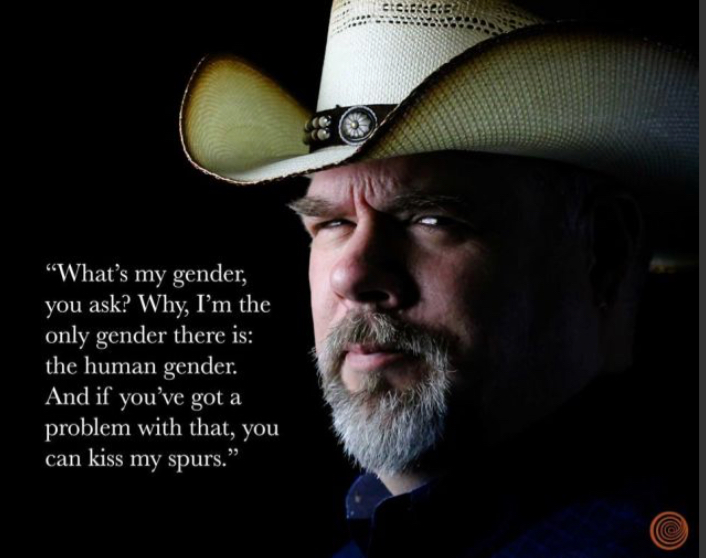 “What’s my gender,
you ask? Why, I’m the
only gender there is:
the human gender.
And if you’ve got a
problem with that, you
can kiss my spurs.”